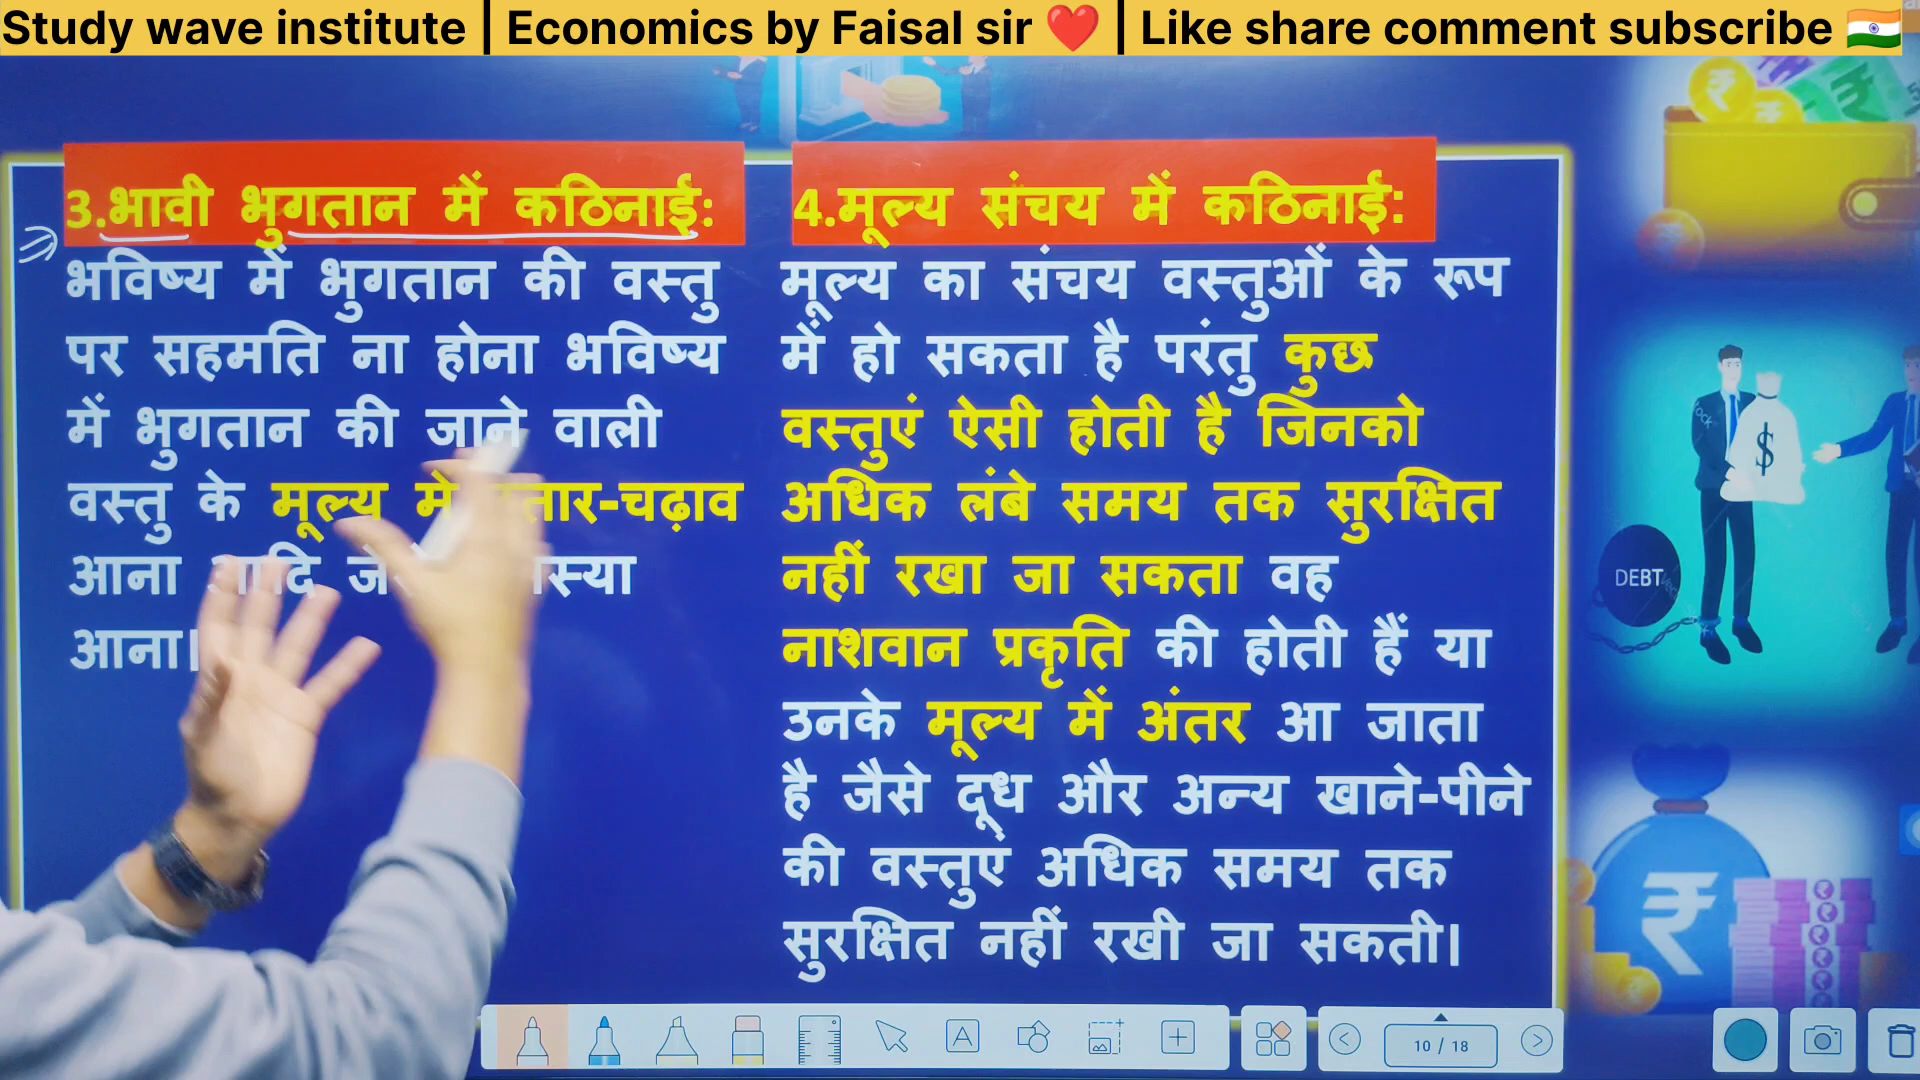 Study wave institute | Economics by Faisal sir ❤️ | Like share comment subscribe 🇮🇳
3.भावी भुगतान में कठिनाई:
भविष्य में भुगतान की वस्तु
पर सहमति ना होना भविष्य
में भुगतान की जाने वाली
वस्तु के मूल्य में -चढ़ाव
आना
आना।
4.मूल्य संचय में कठिनाई:
मूल्य का संचय वस्तुओं के रूप
में हो सकता है परंतु कुछ
वस्तुएं ऐसी होती है जिनको
अधिक लंबे समय तक सुरक्षित
नहीं रखा जा सकता वह
नाशवान प्रकृति की होती हैं या
उनके मूल्य में अंतर आ जाता
है जैसे दूध और अन्य खाने-पीने
की वस्तुएं अधिक समय तक
सुरक्षित नहीं रखी जा सकती।
$
DEBT
₹
A
10 / 18